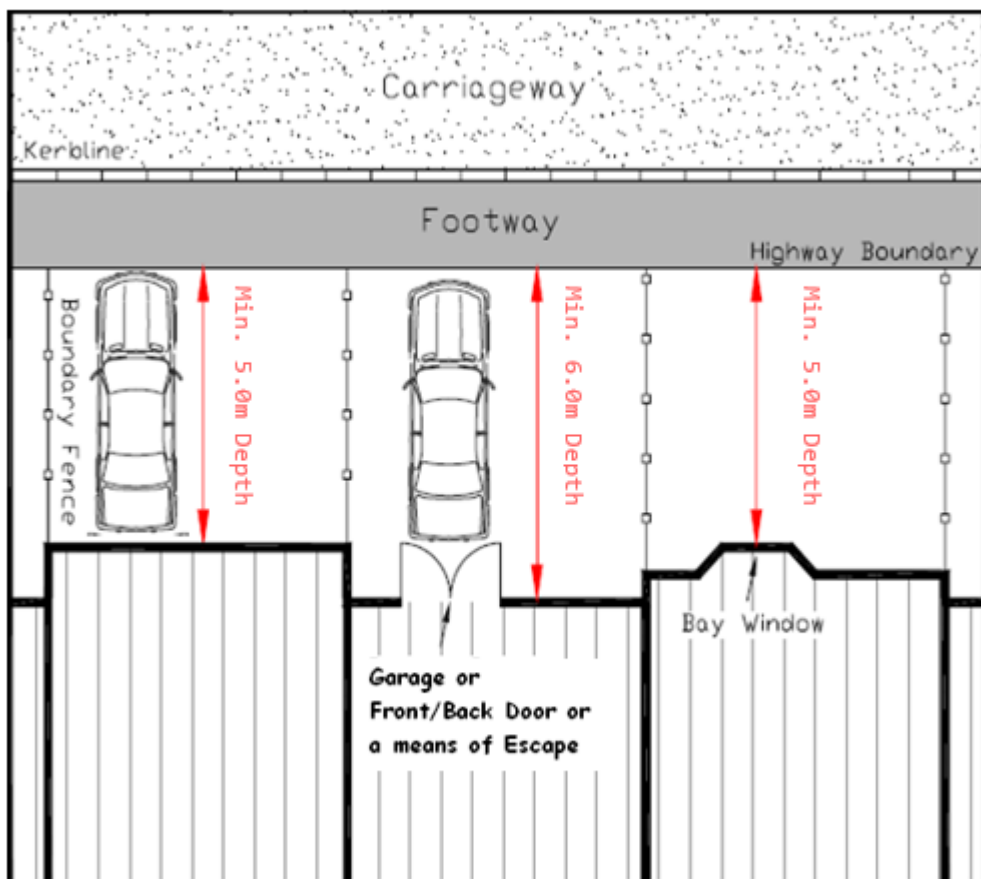 Carriageway
Kerbline
Footway
Highway Boundary
Boundary Fence
Min. 5.0m Depth
Min. 6.0m Depth
Min. 5.0m Depth
Bay Window
Garage or
Front/Back Door or
a means of Escape